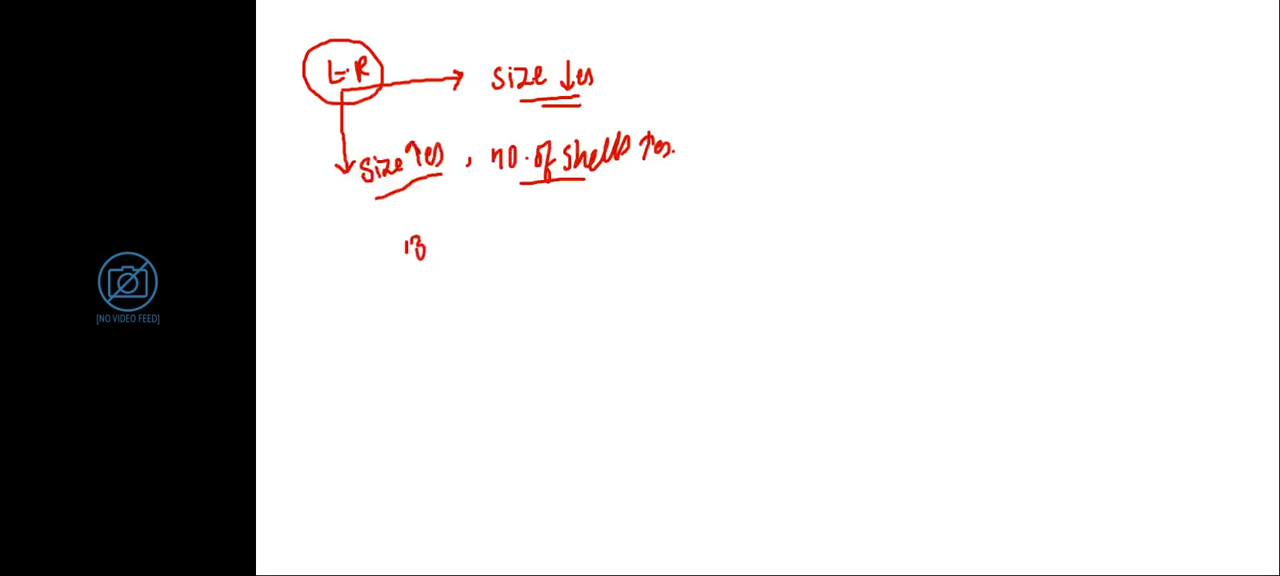 L→R
size ↓es
size ↑es, no. of shells ↑es.
13
[NO VIDEO FEED]